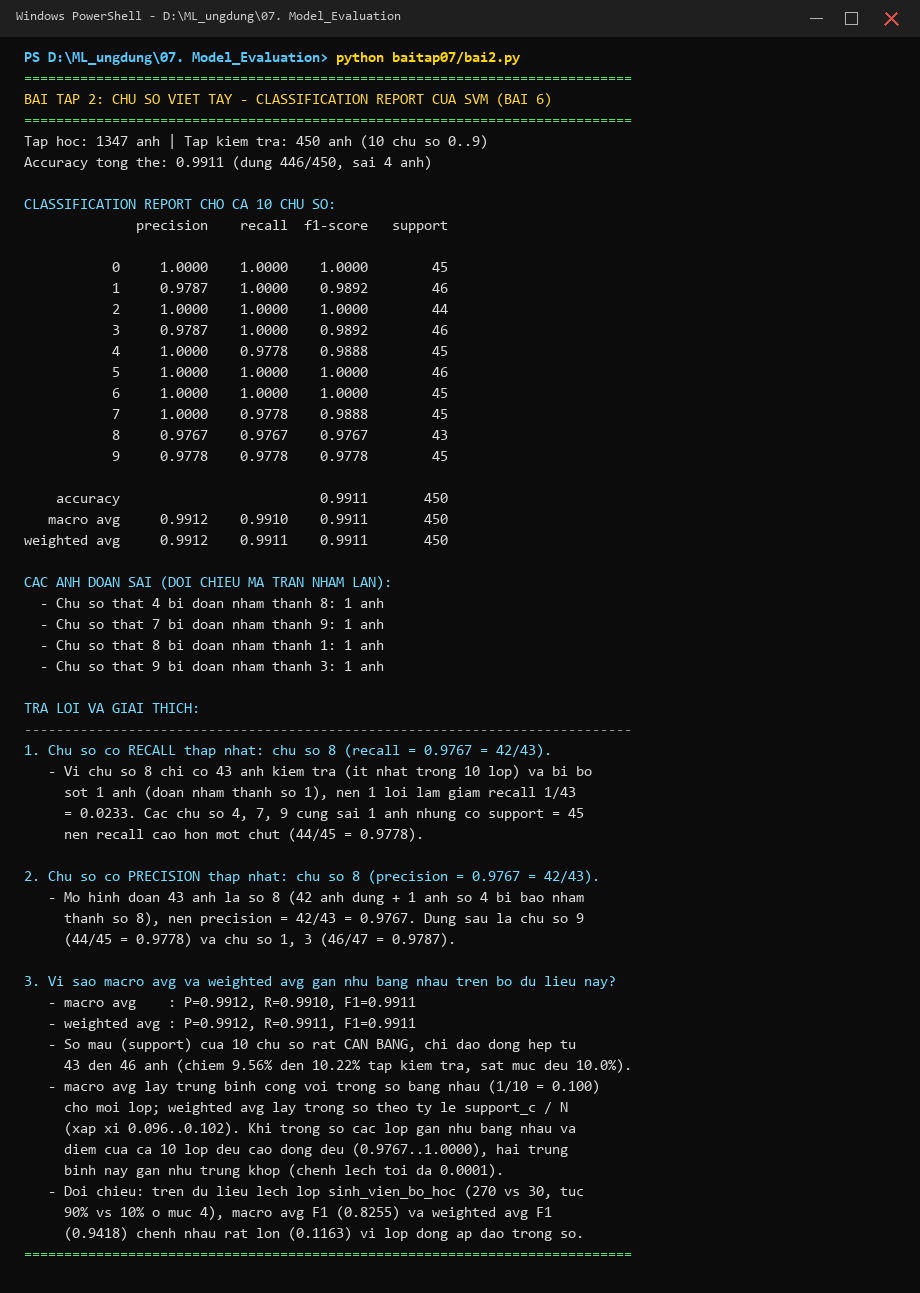 Windows PowerShell - D:\ML_ungdung\07. Model_Evaluation
PS D:\ML_ungdung\07. Model_Evaluation> python baitap07/bai2.py
============================================================================
BAI TAP 2: CHU SO VIET TAY - CLASSIFICATION REPORT CUA SVM (BAI 6)
============================================================================
Tap hoc: 1347 anh | Tap kiem tra: 450 anh (10 chu so 0..9)
Accuracy tong the: 0.9911 (dung 446/450, sai 4 anh)

CLASSIFICATION REPORT CHO CA 10 CHU SO:
              precision    recall  f1-score   support

           0     1.0000    1.0000    1.0000        45
           1     0.9787    1.0000    0.9892        46
           2     1.0000    1.0000    1.0000        44
           3     0.9787    1.0000    0.9892        46
           4     1.0000    0.9778    0.9888        45
           5     1.0000    1.0000    1.0000        46
           6     1.0000    1.0000    1.0000        45
           7     1.0000    0.9778    0.9888        45
           8     0.9767    0.9767    0.9767        43
           9     0.9778    0.9778    0.9778        45

    accuracy                         0.9911       450
   macro avg     0.9912    0.9910    0.9911       450
weighted avg     0.9912    0.9911    0.9911       450

CAC ANH DOAN SAI (DOI CHIEU MA TRAN NHAM LAN):
  - Chu so that 4 bi doan nham thanh 8: 1 anh
  - Chu so that 7 bi doan nham thanh 9: 1 anh
  - Chu so that 8 bi doan nham thanh 1: 1 anh
  - Chu so that 9 bi doan nham thanh 3: 1 anh

TRA LOI VA GIAI THICH:
----------------------------------------------------------------------------
1. Chu so co RECALL thap nhat: chu so 8 (recall = 0.9767 = 42/43).
   - Vi chu so 8 chi co 43 anh kiem tra (it nhat trong 10 lop) va bi bo
     sot 1 anh (doan nham thanh so 1), nen 1 loi lam giam recall 1/43
     = 0.0233. Cac chu so 4, 7, 9 cung sai 1 anh nhung co support = 45
     nen recall cao hon mot chut (44/45 = 0.9778).

2. Chu so co PRECISION thap nhat: chu so 8 (precision = 0.9767 = 42/43).
   - Mo hinh doan 43 anh la so 8 (42 anh dung + 1 anh so 4 bi bao nham
     thanh so 8), nen precision = 42/43 = 0.9767. Dung sau la chu so 9
     (44/45 = 0.9778) va chu so 1, 3 (46/47 = 0.9787).

3. Vi sao macro avg va weighted avg gan nhu bang nhau tren bo du lieu nay?
   - macro avg    : P=0.9912, R=0.9910, F1=0.9911
   - weighted avg : P=0.9912, R=0.9911, F1=0.9911
   - So mau (support) cua 10 chu so rat CAN BANG, chi dao dong hep tu
     43 den 46 anh (chiem 9.56% den 10.22% tap kiem tra, sat muc deu 10.0%).
   - macro avg lay trung binh cong voi trong so bang nhau (1/10 = 0.100)
     cho moi lop; weighted avg lay trong so theo ty le support_c / N
     (xap xi 0.096..0.102). Khi trong so cac lop gan nhu bang nhau va
     diem cua ca 10 lop deu cao dong deu (0.9767..1.0000), hai trung
     binh nay gan nhu trung khop (chenh lech toi da 0.0001).
   - Doi chieu: tren du lieu lech lop sinh_vien_bo_hoc (270 vs 30, tuc
     90% vs 10% o muc 4), macro avg F1 (0.8255) va weighted avg F1
     (0.9418) chenh nhau rat lon (0.1163) vi lop dong ap dao trong so.
============================================================================